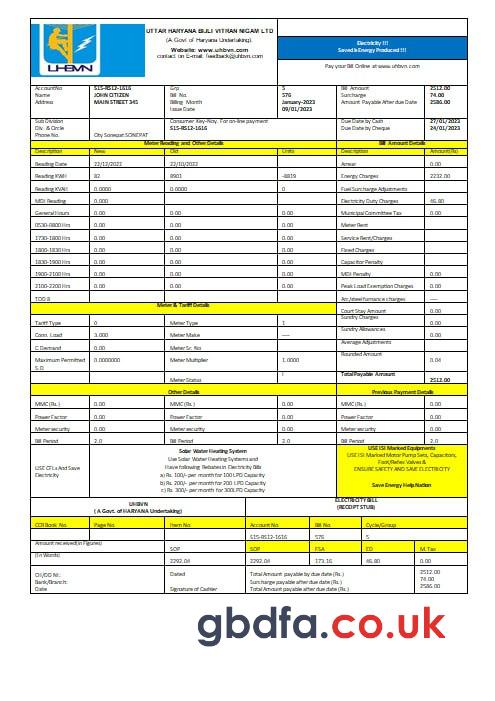 UTTAR HARYANA BIJLI VITRAN NIGAM LTD
(A Govt of Haryana Undertaking).
Website: www.uhbvn.com
contact on E-mail: feedback@uhbvn.com
UHBVN
Electricity !!!
Saved Is Energy Produced !!!
Pay your Bill Online at www.uhbvn.com
Account No S15-RS12-1616 Grp S Bill Amount 2512.00
Name JOHN CITIZEN Bill No. 576 Surcharge 74.00
Address MAIN STREET 345 Billing Month January-2023 Amount Payable After due Date 2586.00
Issue Date 09/01/2023
Sub Division Consumer Key-No. For on-line payment Due Date by Cash 27/01/2023
Div. & Circle S15-RS12-1616 Due Date by Cheque 24/01/2023
Phone No. City Sonepat SONEPAT
Meter Reading and Other Details Bill Amount Details
Description New Old Units Description Amount(Rs)
Reading Date 22/12/2022 22/10/2022 Arrear 0.00
Reading KWH 82 8901 -8819 Energy Charges 2232.00
Reading KVAH 0.0000 0.0000 0 Fuel Surcharge Adjustments
MDI Reading 0.000 Electricity Duty Charges 46.80
General Hours 0.00 0.00 0.00 Municipal Committee Tax 0.00
0530-0800 Hrs 0.00 0.00 0.00 Meter Rent
1730-1800 Hrs 0.00 0.00 0.00 Service Rent/Charges
1800-1830 Hrs 0.00 0.00 0.00 Fixed Charges
1830-1900 Hrs 0.00 0.00 0.00 Capacitor Penalty
1900-2100 Hrs 0.00 0.00 0.00 MDI Penalty 0.00
2100-2200 Hrs 0.00 0.00 0.00 Peak Load Exemption Charges 0.00
TOD 8 Arc/steel furnance charges ----
Meter & Tariff Details Court Stay Amount 0.00
Tariff Type 0 Meter Type 1 Sundry Charges 0.00
Conn. Load 3.000 Meter Make ---- Sundry Allowances 0.00
C Demand 0.00 Meter Sr. No Average Adjustments
Maximum Permitted S.D. 0.0000000 Meter Multiplier 1.0000 Rounded Amount 0.04
Meter Status I Total Payable Amount 2512.00
Other Details Previous Payment Details
MMC (Rs.) 0.00 MMC (Rs.) 0.00 MMC (Rs.) 0.00
Power Factor 0.00 Power Factor 0.00 Power Factor 0.00
Meter security 0.00 Meter security 0.00 Meter security 0.00
Bill Period 2.0 Bill Period 2.0 Bill Period 2.0
USE CFLs And Save Electricity
Solar Water Heating System
Use Solar Water Heating Systems and
Have following Rebates in Electricity Bills
a) Rs. 100/- per month for 100 LPD Capacity
b) Rs. 200/- per month for 200 LPD Capacity
c) Rs. 300/- per month for 300LPD Capacity
USE ISI Marked Equipments
USE ISI Marked Motor Pump Sets, Capacitors,
Foot/Reflex Valves &
ENSURE SAFETY AND SAVE ELECTRICITY
Save Energy Help Nation
UHBVN
( A Govt. of HARYANA Undertaking)
ELECTRICITY BILL
(RECEIPT STUB)
CCR Book No. Page No. Item No. Account No. Bill No. Cycle/Group
S15-RS12-1616 576 S
Amount received(in Figures) SOP SOP FSA ED M. Tax
(In Words) 2292.04 2292.04 173.16 46.80 0.00
Dated Total Amount payable by due date (Rs.) 2512.00
Bank/Branch: Surcharge payable after due date (Rs.) 74.00
Date Signature of Cashier Total Amount payable after due date (Rs.) 2586.00
gbdfa.co.uk